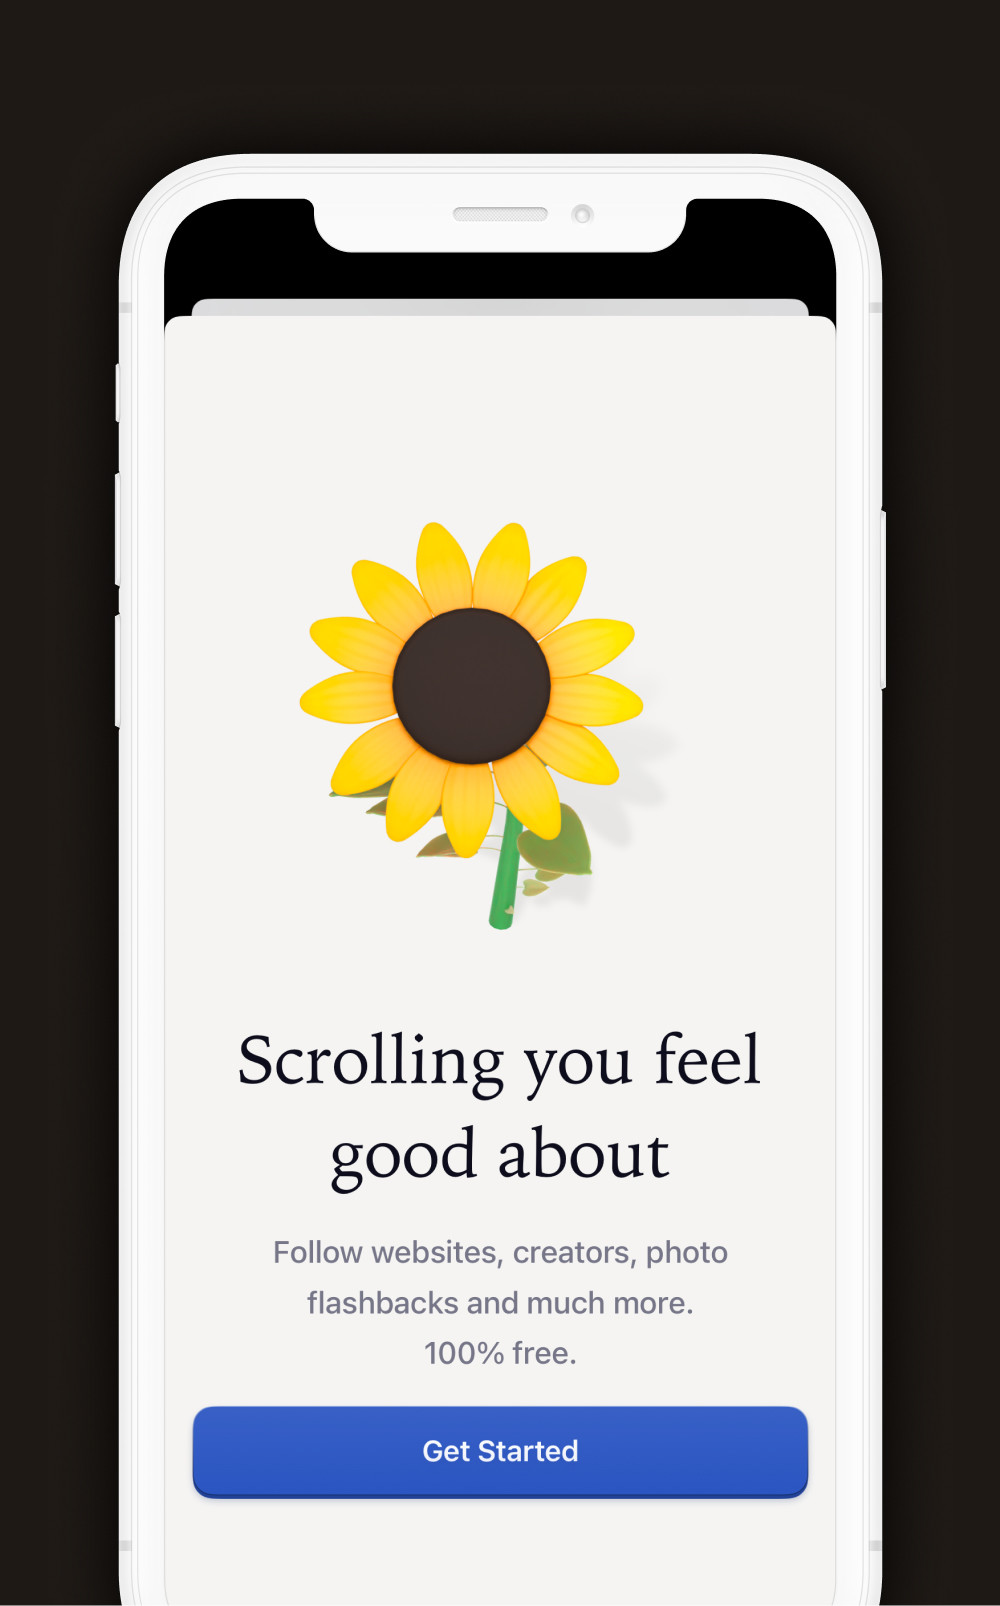 Scrolling you feel
good about
Follow websites, creators, photo
flashbacks and much more.
100% free.
Get Started